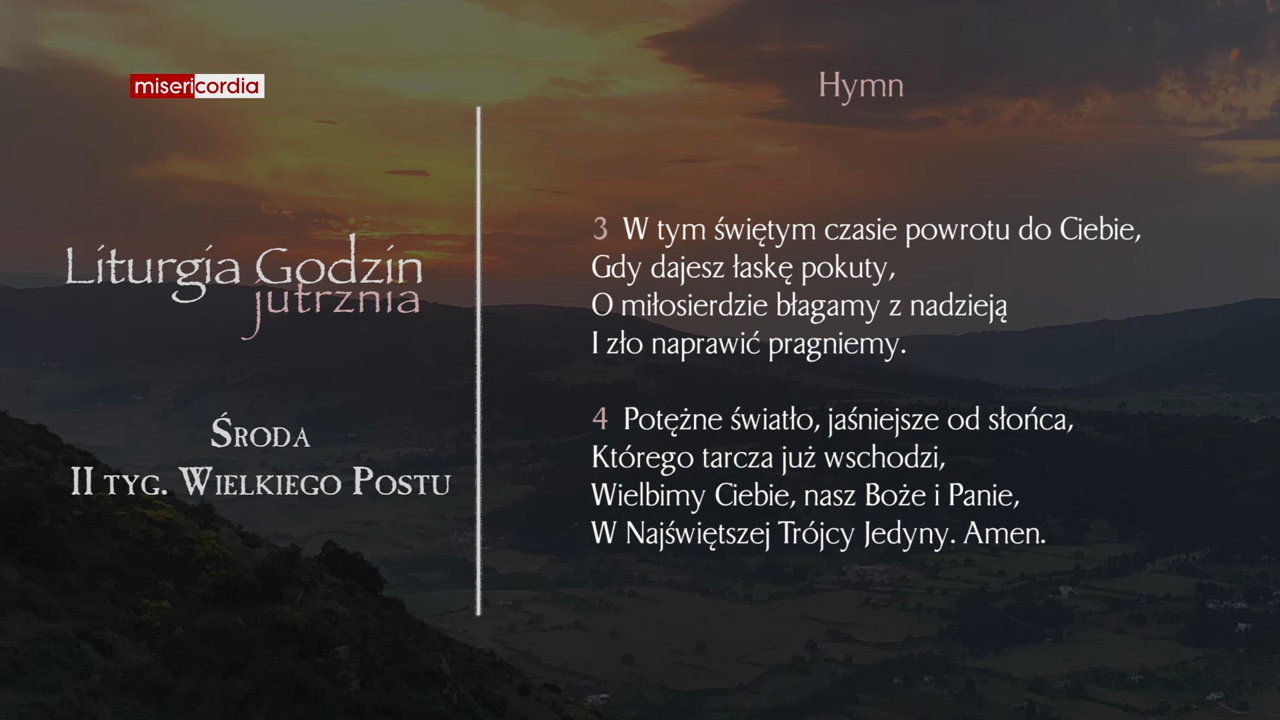 misericordia
Liturgia Godzin
jutrznia
Środa
II tyg. Wielkiego Postu
Hymn
3 W tym świętym czasie powrotu do Ciebie,
Gdy dajesz łaskę pokuty,
O miłosierdzie błagamy z nadzieją
I zło naprawić pragniemy.
4 Potężne światło, jaśniejsze od słońca,
Którego tarcza już wschodzi,
Wielbimy Ciebie, nasz Boże i Panie,
W Najświętszej Trójcy Jedyny. Amen.